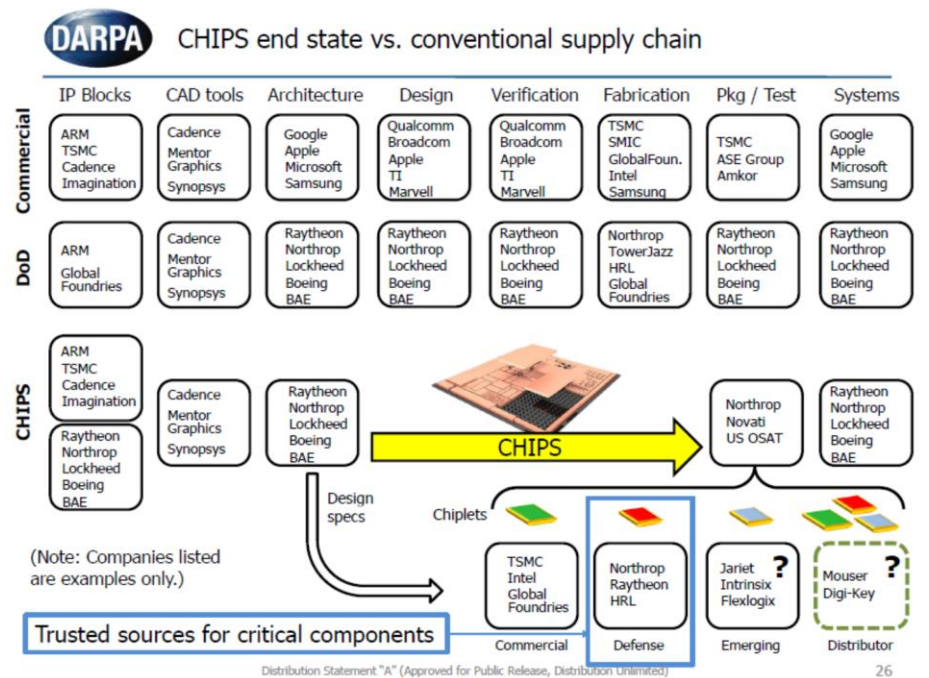 DARPA
CHIPS end state vs. conventional supply chain
IP Blocks
CAD tools
Architecture
Design
Verification
Fabrication
Pkg / Test
Systems
Commercial
ARM
TSMC
Cadence
Imagination
Cadence
Mentor
Graphics
Synopsys
Google
Apple
Microsoft
Samsung
Qualcomm
Broadcom
Apple
TI
Marvell
Qualcomm
Broadcom
Apple
TI
Marvell
TSMC
SMIC
GlobalFoun.
Intel
Samsung
TSMC
ASE Group
Amkor
Google
Apple
Microsoft
Samsung
DoD
ARM
Global
Foundries
Cadence
Mentor
Graphics
Synopsys
Raytheon
Northrop
Lockheed
Boeing
BAE
Raytheon
Northrop
Lockheed
Boeing
BAE
Raytheon
Northrop
Lockheed
Boeing
BAE
Northrop
TowerJazz
HRL
Global
Foundries
Raytheon
Northrop
Lockheed
Boeing
BAE
Raytheon
Northrop
Lockheed
Boeing
BAE
CHIPS
ARM
TSMC
Cadence
Imagination
Raytheon
Northrop
Lockheed
Boeing
BAE
Cadence
Mentor
Graphics
Synopsys
Raytheon
Northrop
Lockheed
Boeing
BAE
CHIPS
Northrop
Novati
US OSAT
Raytheon
Northrop
Lockheed
Boeing
BAE
Design
specs
Chiplets
(Note: Companies listed
are examples only.)
TSMC
Intel
Global
Foundries
Northrop
Raytheon
HRL
Jariet ?
Intrinsix
Flexlogix
Mouser ?
Digi-Key
Trusted sources for critical components
Commercial
Defense
Emerging
Distributor
Distribution Statement "A" (Approved for Public Release, Distribution Unlimited)
26